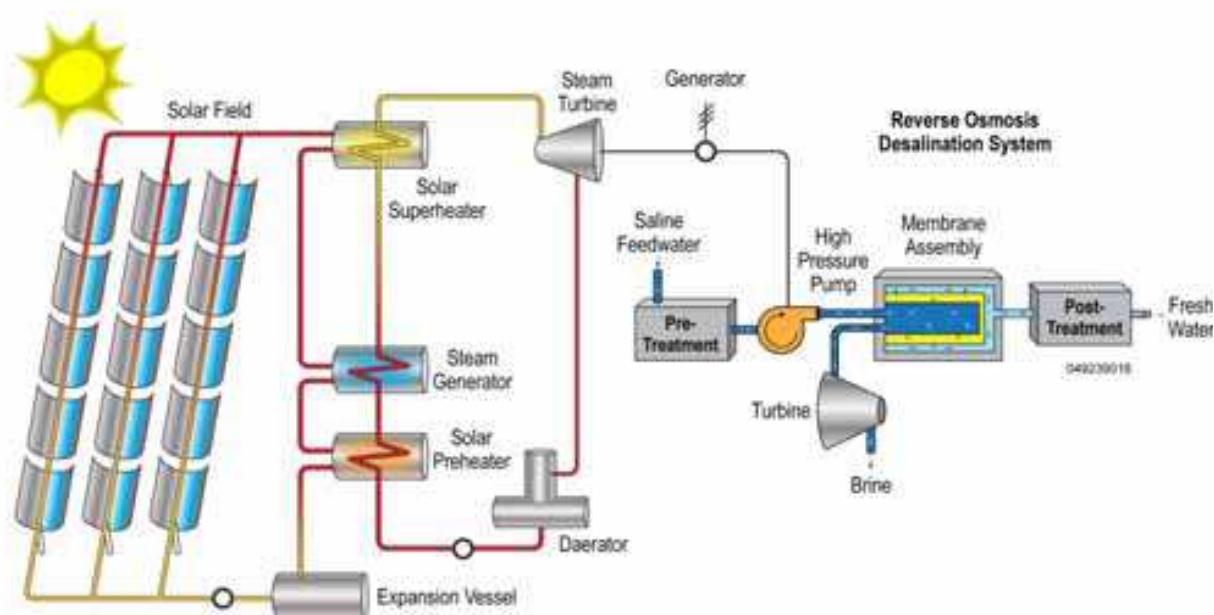 Solar Field
Steam
Turbine
Generator
Reverse Osmosis
Desalination System
Solar
Superheater
Saline
Feedwater
High
Pressure
Pump
Membrane
Assembly
Pre-
Treatment
Post-
Treatment
Fresh
Water
049239016
Steam
Generator
Turbine
Solar
Preheater
Brine
Daerator
Expansion Vessel